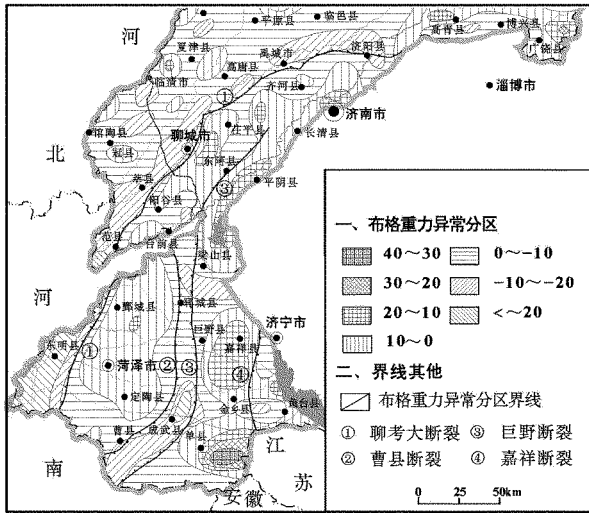 平原县
临邑县
河
夏津县
禹城市
济阳县
高青县
博兴县
广饶县
高唐县
临清市
齐河县
淄博市
①
济南市
馆陶县
冠县
聊城市
茌平县
长清县
北
东阿县
莘县
③
平阴县
阳谷县
范县
台前县
梁山县
河
鄄城县
郓城县
巨野县
济宁市
嘉祥县
东明县
①
菏泽市
②
③
④
定陶县
金乡县
鱼台县
曹县
成武县
单县
江
南
苏
安徽
一、布格重力异常分区
40～30
0～-10
30～20
-10～-20
20～10
<～20
10～0
二、界线其他
布格重力异常分区界线
① 聊考大断裂
③ 巨野断裂
② 曹县断裂
④ 嘉祥断裂
0 25 50km